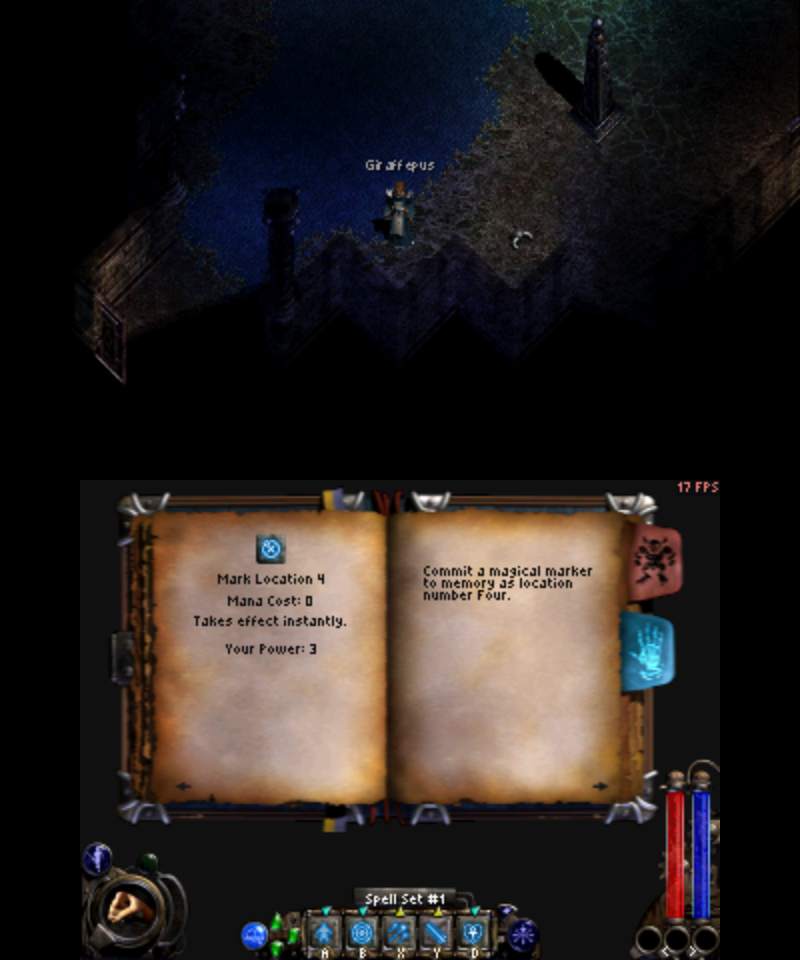 Giraffepus
17 FPS
Mark Location 4
Mana Cost: 0
Takes effect instantly.
Your Power: 3
Commit a magical marker
to memory as location
number Four.
Spell Set #1
A B X Y D